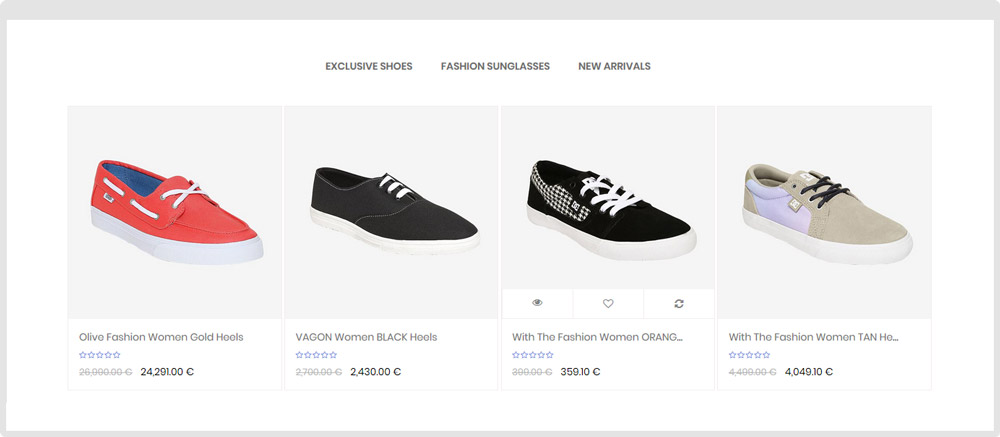 EXCLUSIVE SHOES FASHION SUNGLASSES NEW ARRIVALS
Olive Fashion Women Gold Heels
26,990.00 € 24,291.00 €
VAGON Women BLACK Heels
2,700.00 € 2,430.00 €
With The Fashion Women ORANG...
399.00 € 359.10 €
With The Fashion Women TAN He...
4,499.00 € 4,049.10 €